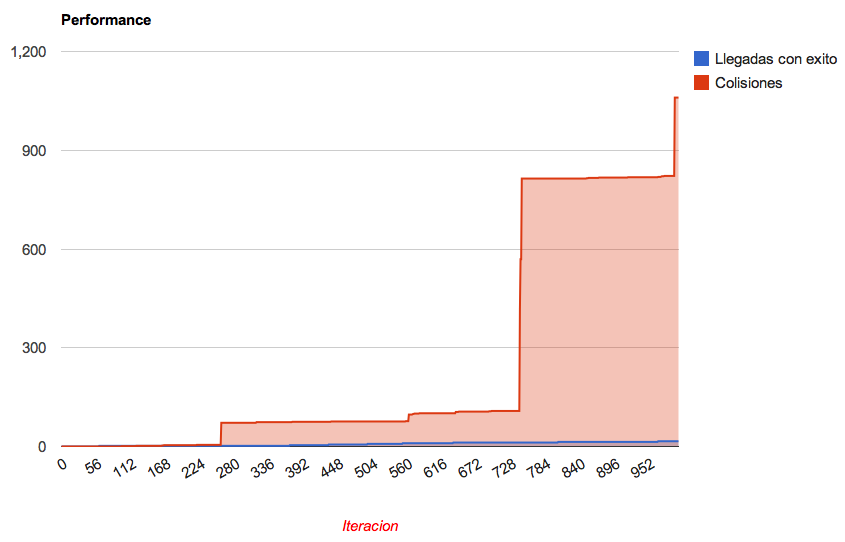 Performance
1,200
900
600
300
0
Llegadas con exito
Colisiones
0 56 112 168 224 280 336 392 448 504 560 616 672 728 784 840 896 952
Iteracion